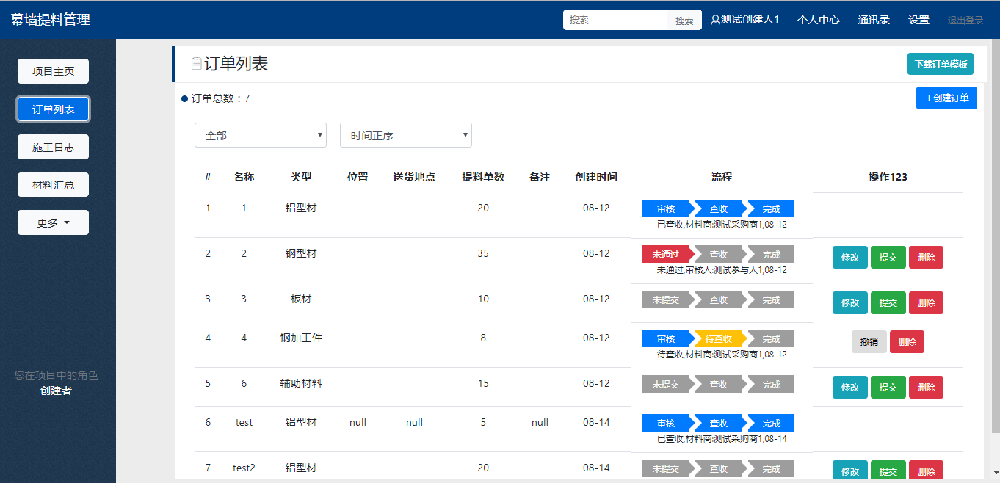 幕墙提料管理
搜索 搜索 测试创建人1 个人中心 通讯录 设置 退出登录
项目主页
订单列表
施工日志
材料汇总
更多
您在项目中的角色
创建者
订单列表 下载订单模板
订单总数：7 +创建订单
全部 时间正序
# 名称 类型 位置 送货地点 提料单数 备注 创建时间 流程 操作123
1 1 铝型材 20 08-12 审核 查收 完成
已查收,材料商:测试采购商1,08-12
2 2 钢型材 35 08-12 未通过 查收 完成 修改 提交 删除
未通过,审核人:测试参与人1,08-12
3 3 板材 10 08-12 未提交 查收 完成 修改 提交 删除
4 4 钢加工件 8 08-12 审核 待查收 完成 撤销 删除
待查收,材料商:测试采购商1,08-12
5 6 辅助材料 15 08-12 未提交 查收 完成 修改 提交 删除
6 test 铝型材 null null 5 null 08-14 审核 查收 完成
已查收,材料商:测试采购商1,08-14
7 test2 铝型材 20 08-14 未提交 查收 完成 修改 提交 删除